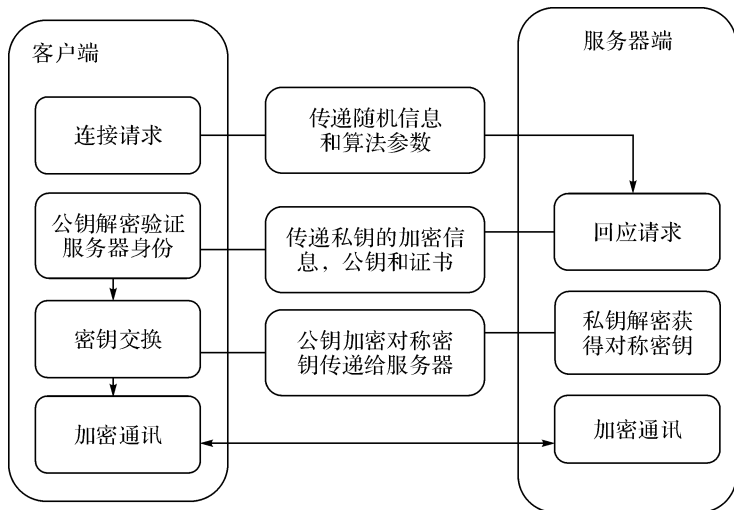 客户端
服务器端
连接请求
传递随机信息
和算法参数
公钥解密验证
服务器身份
传递私钥的加密信
息，公钥和证书
回应请求
密钥交换
公钥加密对称密
钥传递给服务器
私钥解密获
得对称密钥
加密通讯
加密通讯